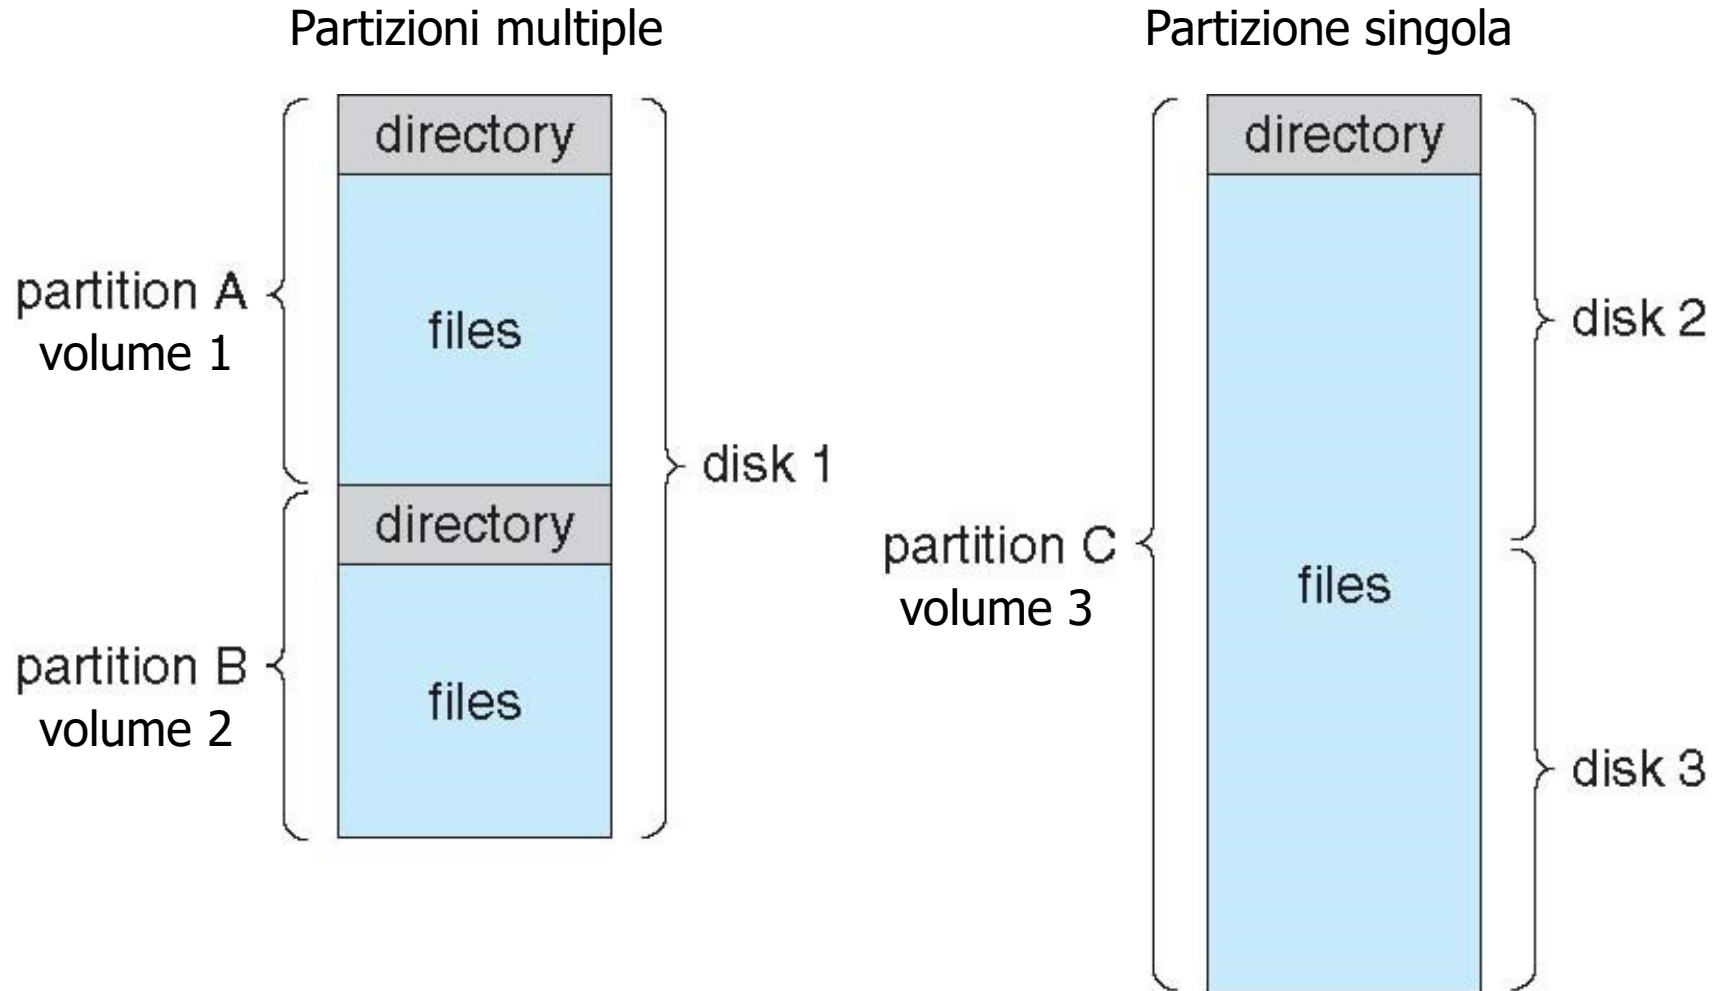 Partizioni multiple
directory
partition A
volume 1
files
disk 1
directory
partition B
volume 2
files
Partizione singola
directory
disk 2
partition C
volume 3
files
disk 3